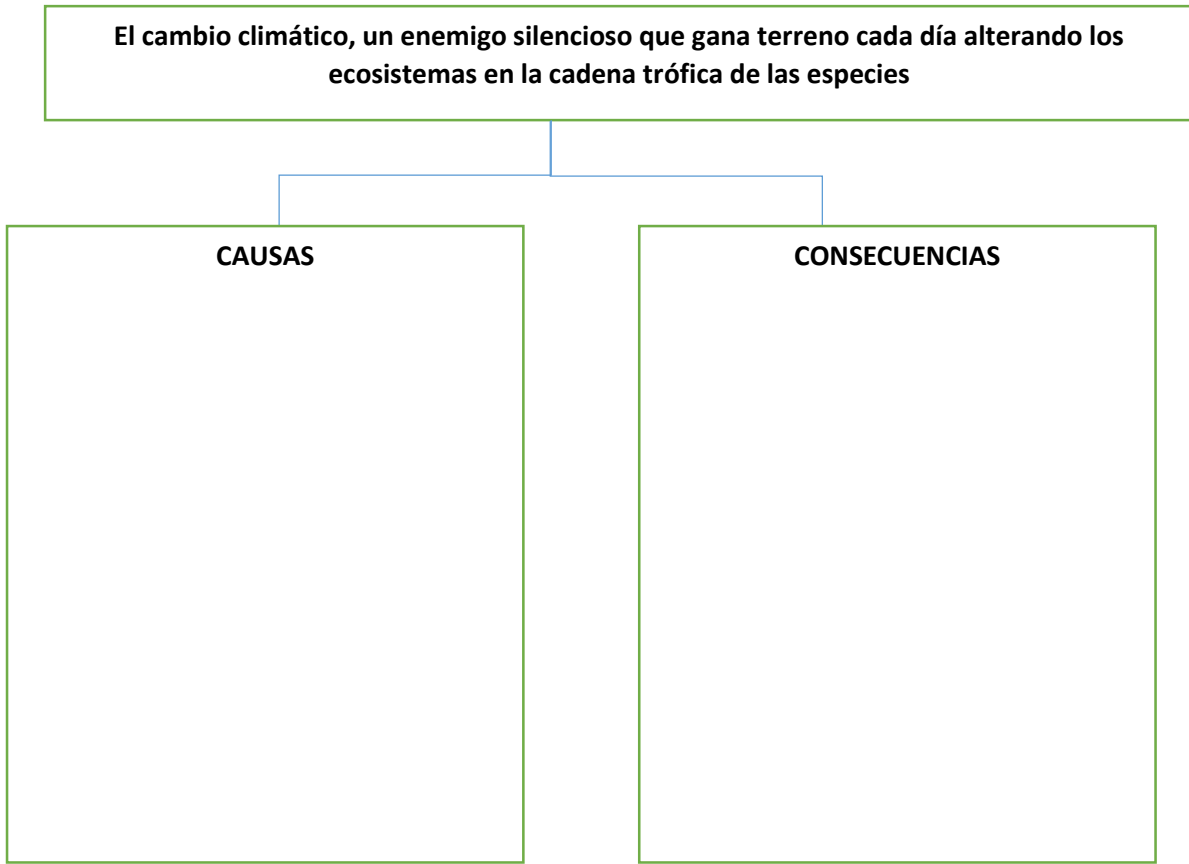 El cambio climático, un enemigo silencioso que gana terreno cada día alterando los
ecosistemas en la cadena trófica de las especies
CAUSAS
CONSECUENCIAS